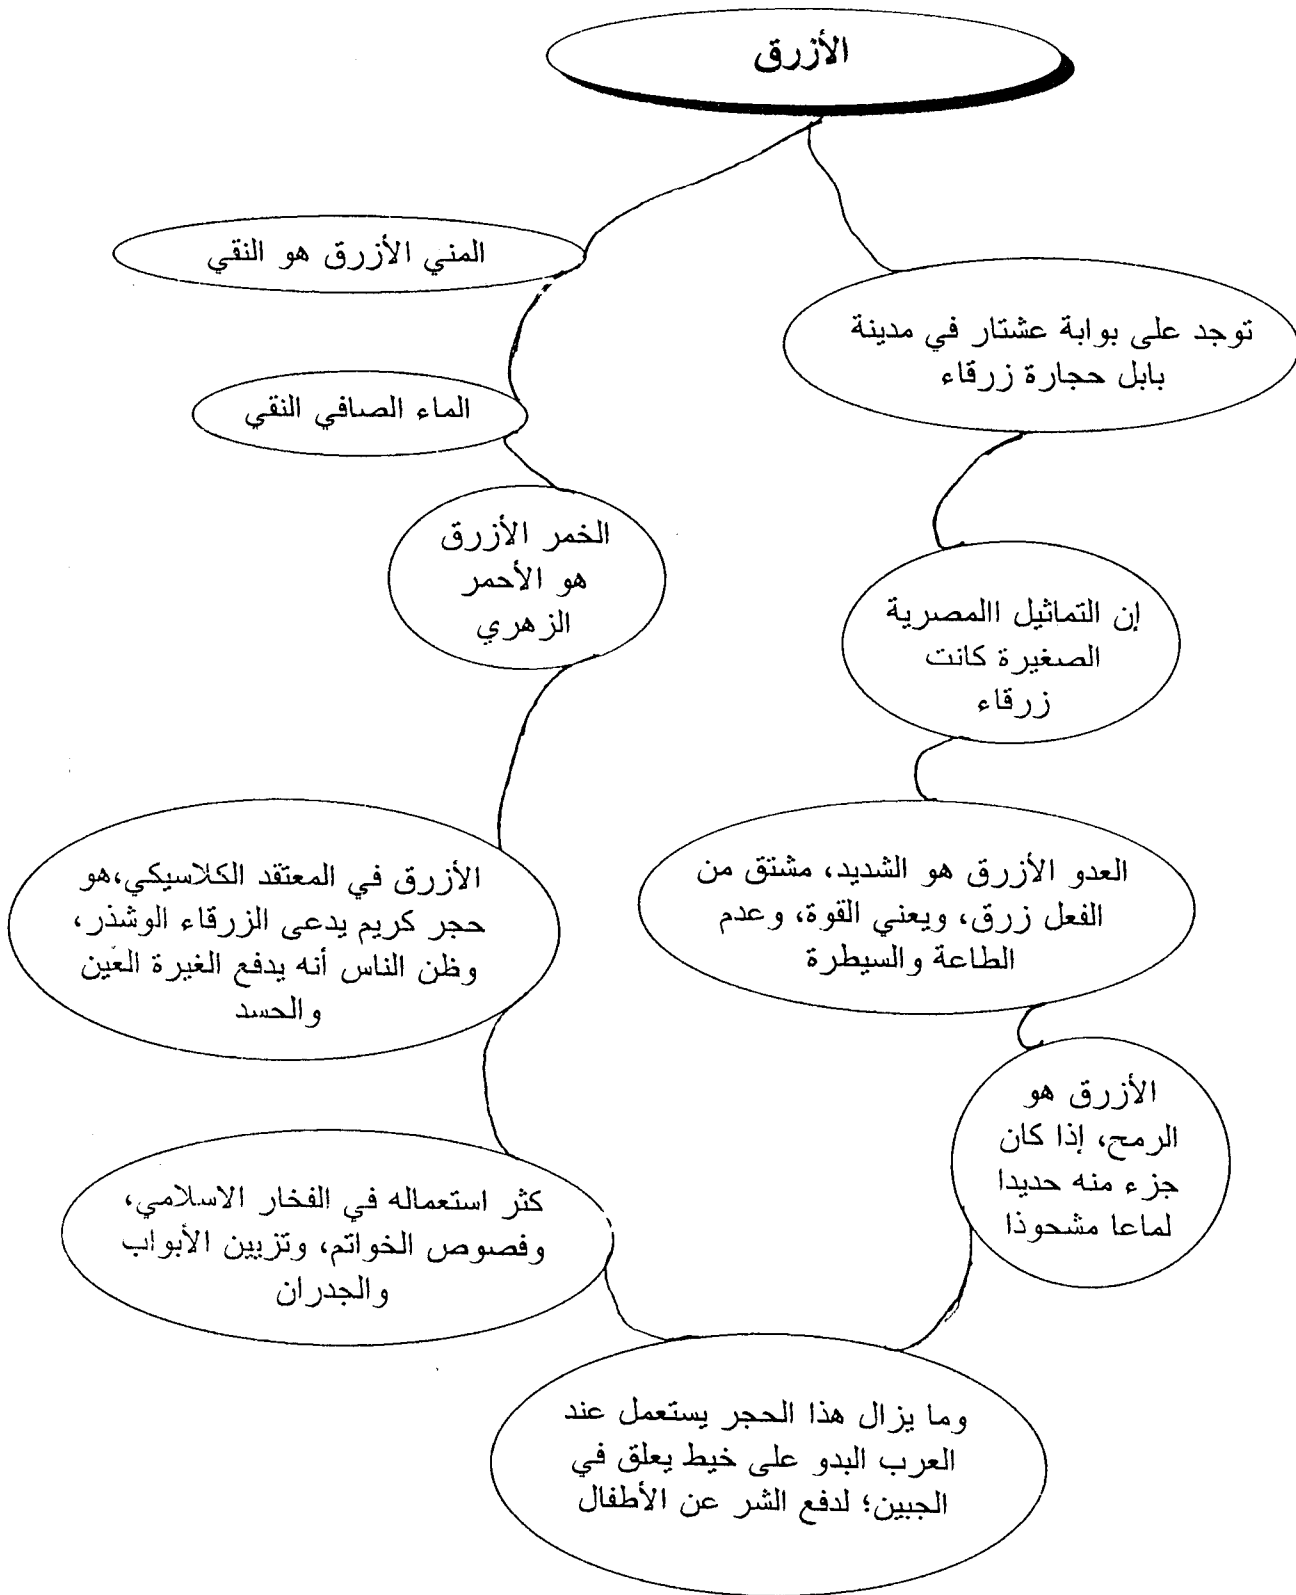 الأزرق
المني الأزرق هو النقي
توجد على بوابة عشتار في مدينة
بابل حجارة زرقاء
الماء الصافي النقي
الخمر الأزرق
هو الأحمر
الزهري
إن التماثيل االمصرية
الصغيرة كانت
زرقاء
العدو الأزرق هو الشديد، مشتق من
الفعل زرق، ويعني القوة، وعدم
الطاعة والسيطرة
الأزرق في المعتقد الكلاسيكي،هو
حجر كريم يدعى الزرقاء الوشذر،
وظن الناس أنه يدفع الغيرة العين
والحسد
الأزرق هو
الرمح، إذا كان
جزء منه حديدا
لماعا مشحوذا
كثر استعماله في الفخار الاسلامي،
وفصوص الخواتم، وتزيين الأبواب
والجدران
وما يزال هذا الحجر يستعمل عند
العرب البدو على خيط يعلق في
الجبين؛ لدفع الشر عن الأطفال